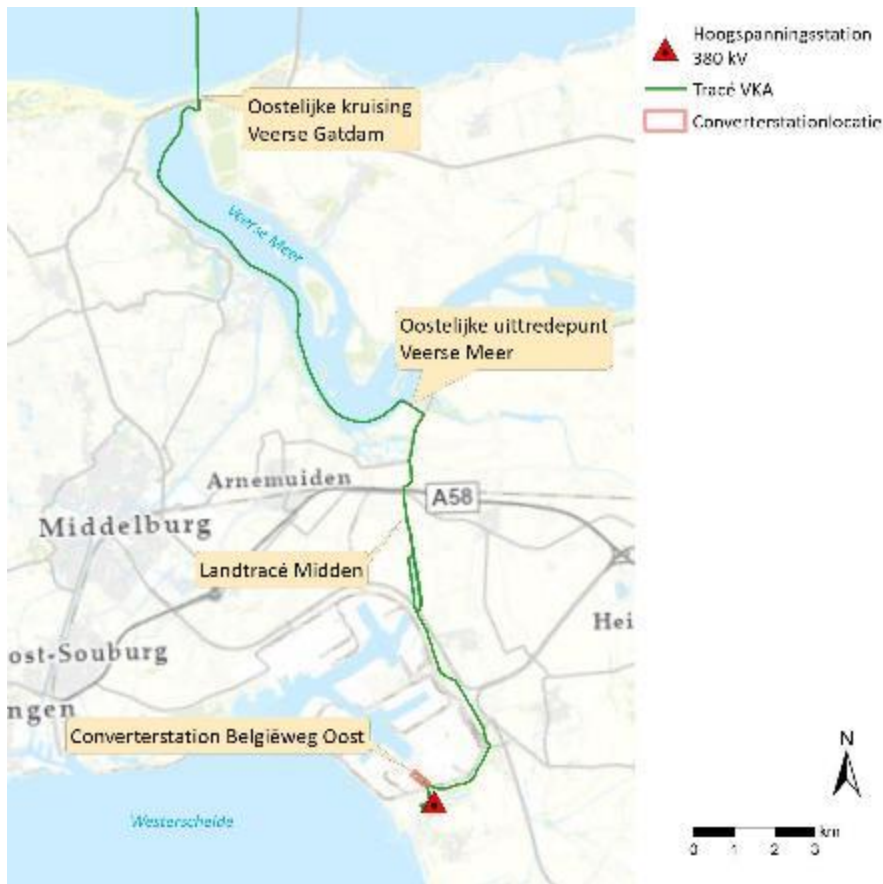 Hoogspanningsstation
380 kV
Tracé VKA
Converterstationlocatie
Oostelijke kruising
Veerse Gatdam
Veerse Meer
Oostelijke uittredepunt
Veerse Meer
Arnemuiden
A58
Middelburg
Landtracé Midden
Hei
ost-Souburg
ngen
Converterstation Belgiëweg Oost
Westerschelde
N
km
0 1 2 3